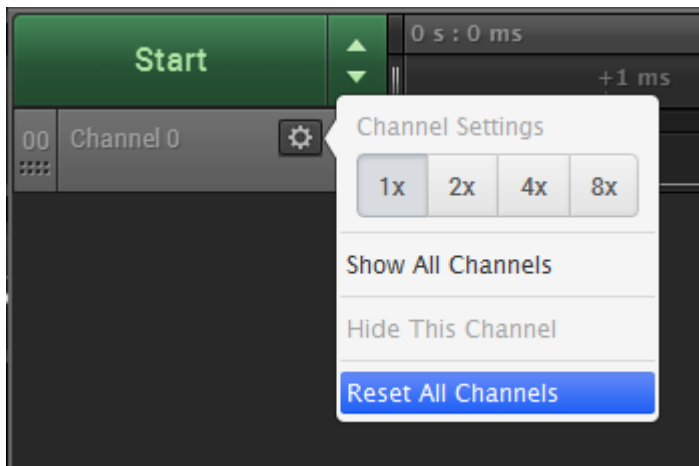 Start
0 s : 0 ms
+1 ms
00 Channel 0
Channel Settings
1x 2x 4x 8x
Show All Channels
Hide This Channel
Reset All Channels